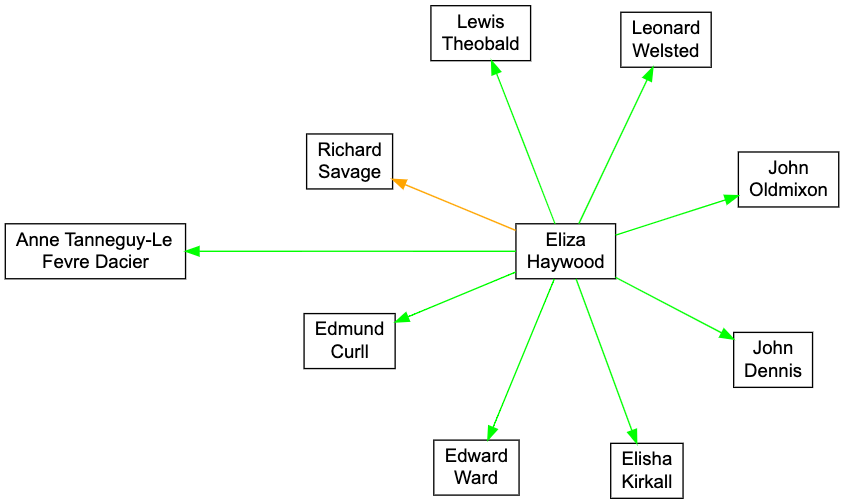 Lewis
Theobald
Leonard
Welsted
Richard
Savage
John
Oldmixon
Anne Tanneguy-Le
Fevre Dacier
Eliza
Haywood
Edmund
Curll
John
Dennis
Edward
Ward
Elisha
Kirkall